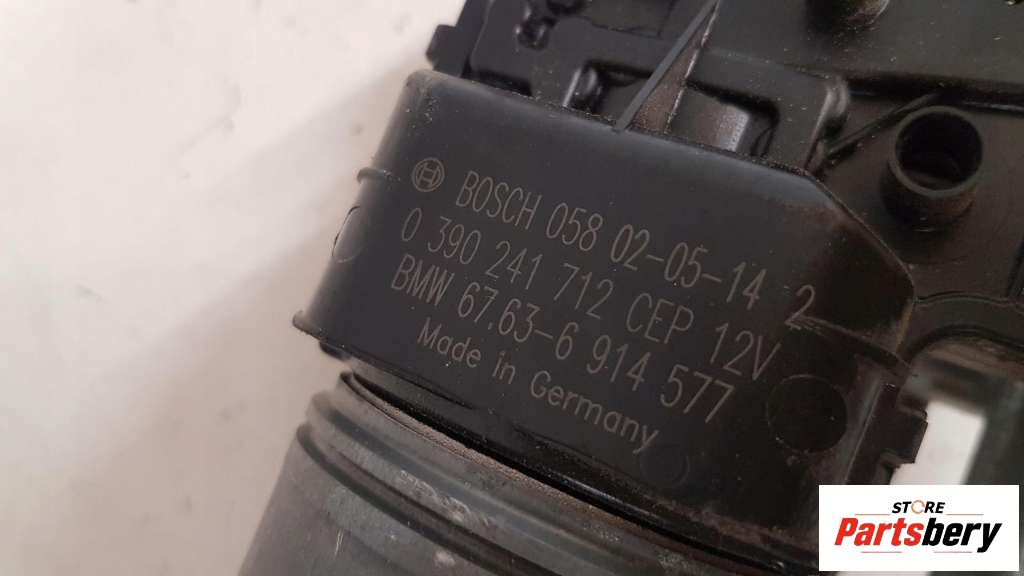 BOSCH 058 02-05-14 2
0 390 241 712 CEP 12V
BMW 67.63-6 914 577
Made in Germany
STORE
Partsbery